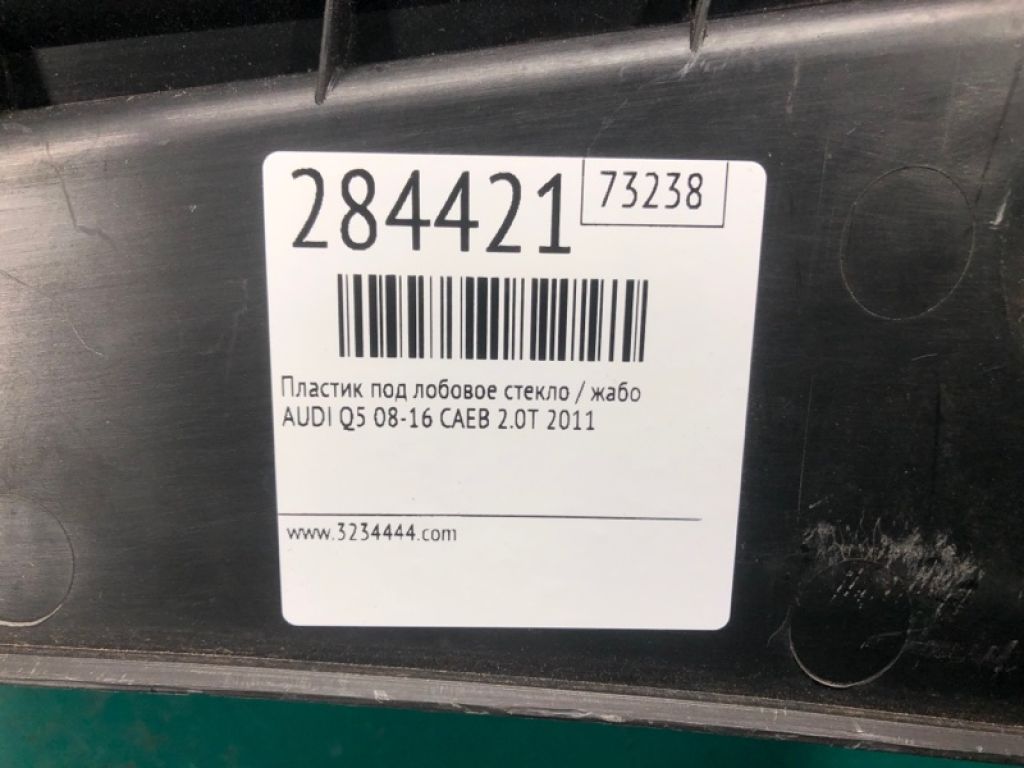 284421
73238
Пластик под лобовое стекло / жабо
AUDI Q5 08-16 CAEB 2.0T 2011
www.3234444.com